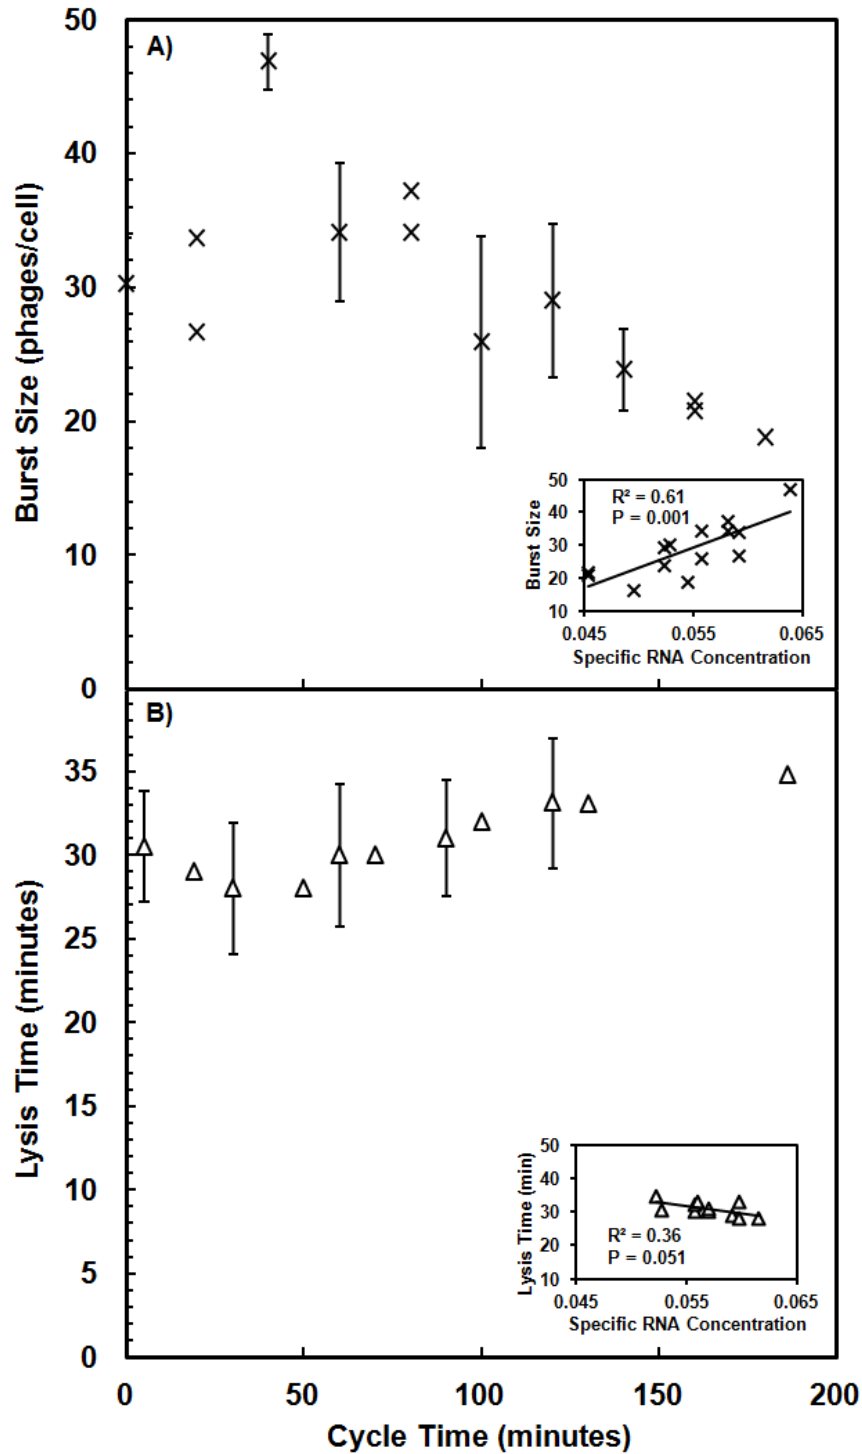 A)
50
40
30
20
10
0
Burst Size (phages/cell)
R² = 0.61
P = 0.001
50
40
30
20
10
Burst Size
0.045 0.055 0.065
Specific RNA Concentration
B)
35
30
25
20
15
10
5
0
Lysis Time (minutes)
R² = 0.36
P = 0.051
50
40
30
20
10
Lysis Time (min)
0.045 0.055 0.065
Specific RNA Concentration
0 50 100 150 200
Cycle Time (minutes)